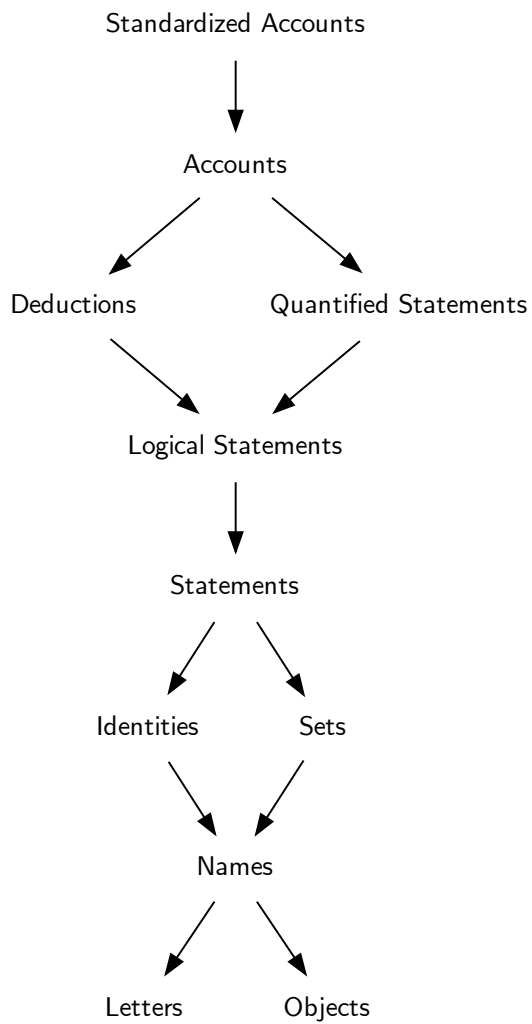 Standardized Accounts
Accounts
Deductions
Quantified Statements
Logical Statements
Statements
Identities
Sets
Names
Letters
Objects